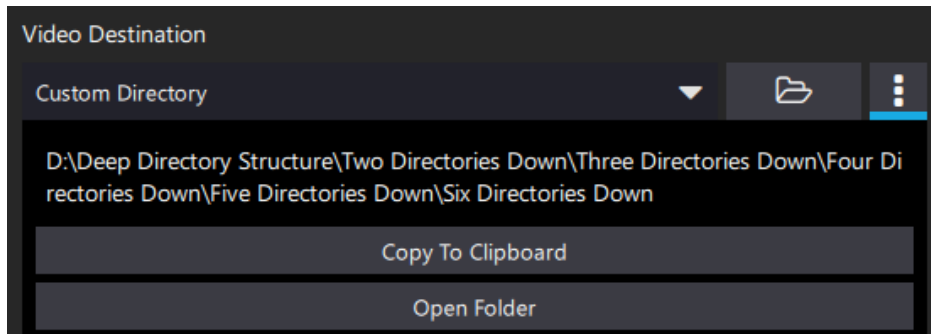 Video Destination
Custom Directory
D:\Deep Directory Structure\Two Directories Down\Three Directories Down\Four Di
rectories Down\Five Directories Down\Six Directories Down
Copy To Clipboard
Open Folder